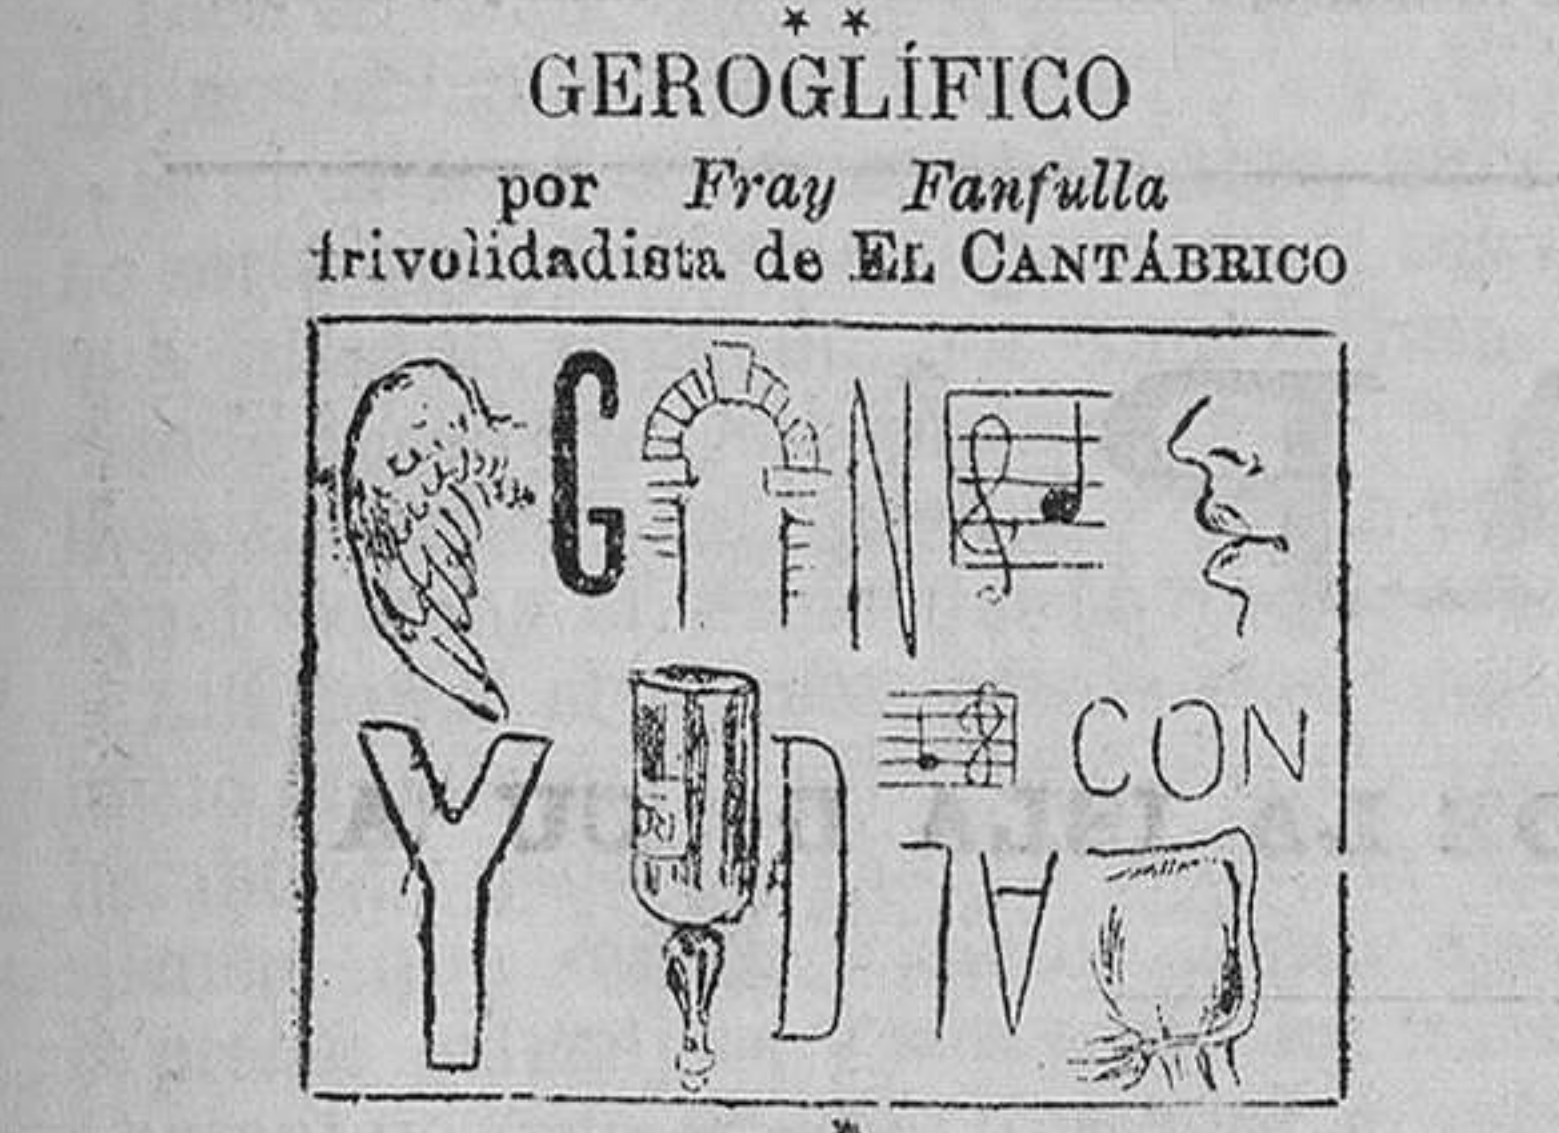 GEROGLÍFICO
por Fray Fanfulla
frivolidadista de EL CANTÁBRICO
G N
CON
Y D LA